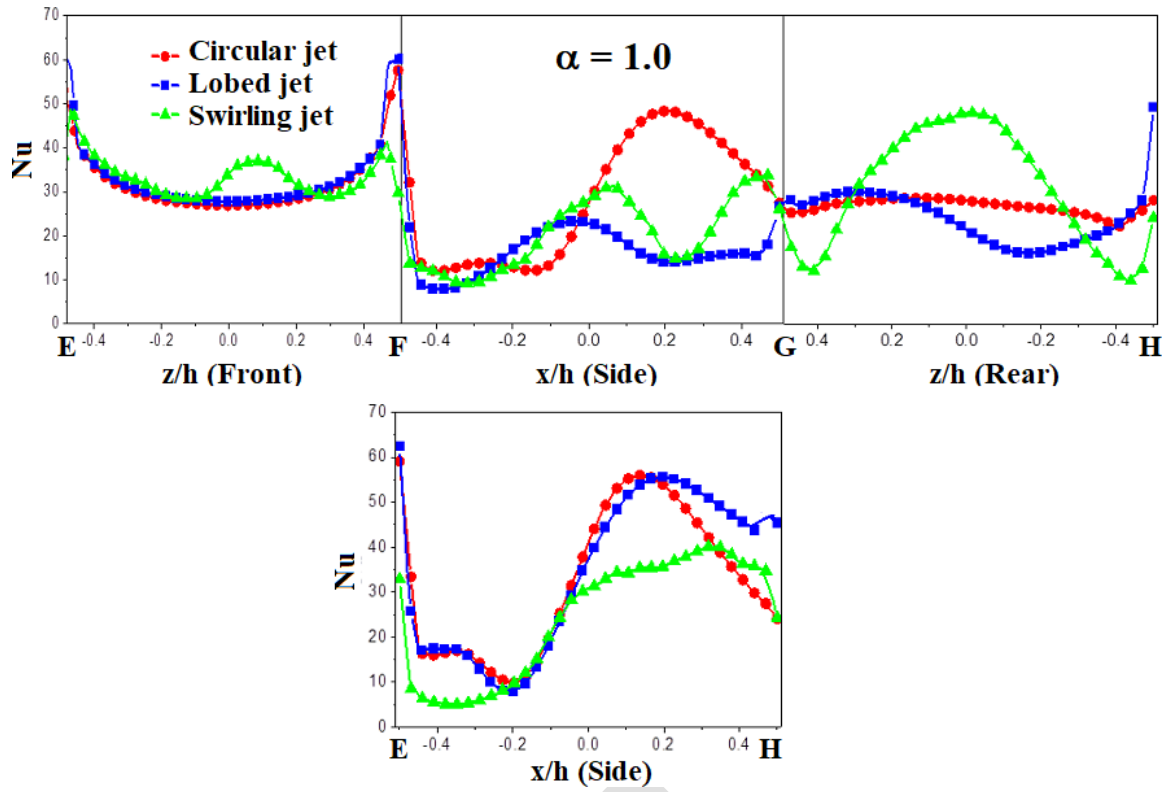 70
60
50
40
30
20
10
0
Nu
Circular jet
Lobed jet
Swirling jet
α = 1.0
E -0.4 -0.2 0.0 0.2 0.4 F -0.4 -0.2 0.0 0.2 0.4 G 0.4 0.2 0.0 -0.2 -0.4 H
z/h (Front) x/h (Side) z/h (Rear)
70
60
50
40
30
20
10
0
Nu
E -0.4 -0.2 0.0 0.2 0.4 H
x/h (Side)